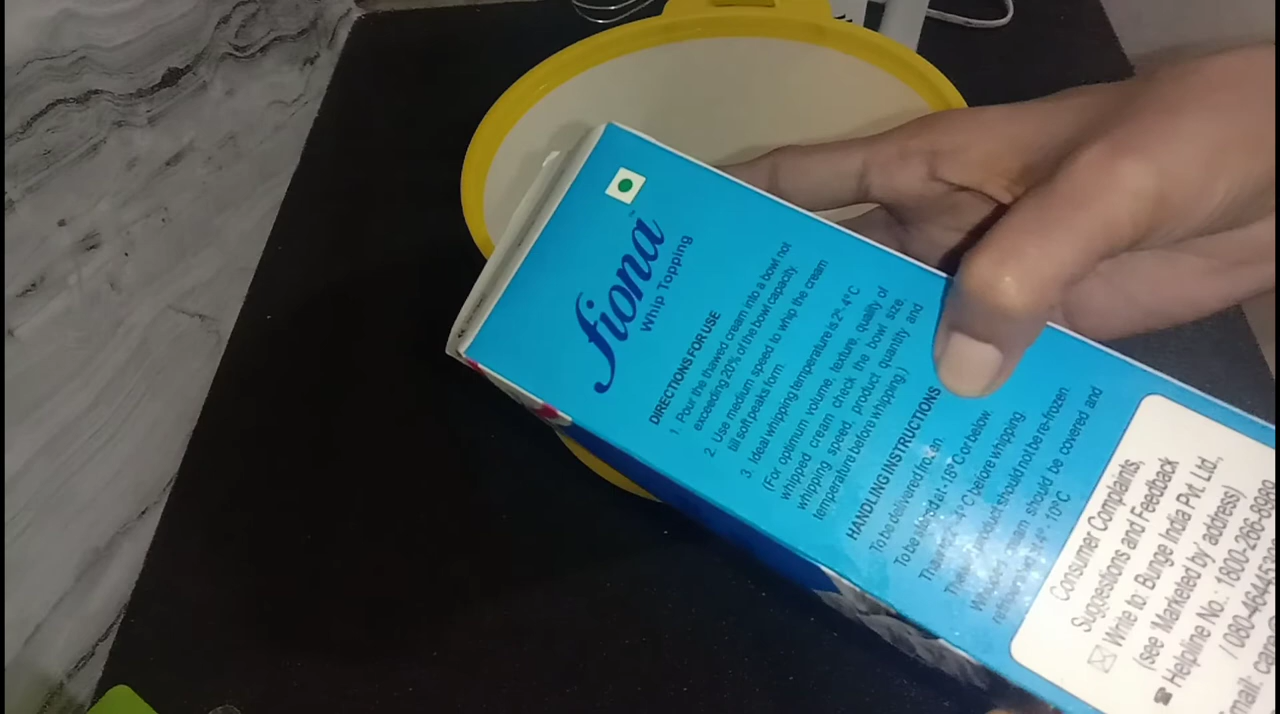 fiona™
Whip Topping
DIRECTIONS FOR USE
1. Pour the thawed cream into a bowl not
exceeding 20% of the bowl capacity
2. Use medium speed to whip the cream
till soft peaks form
3. Ideal whipping temperature is 2°- 4°C
(For optimum volume, texture, quality of
whipped cream check the bowl size,
whipping speed, product quantity and
temperature before whipping.)
HANDLING INSTRUCTIONS
To be delivered frozen.
To be at - 18° C or below.
C before whipping.
product should not be re-frozen
cream should be covered and
4° - 10°C
Consumer Complaints,
Suggestions and Feedback
Write to: Bunge India Pvt. Ltd.,
(see 'Marketed by' address)
Helpline No.: 1800-266-8989